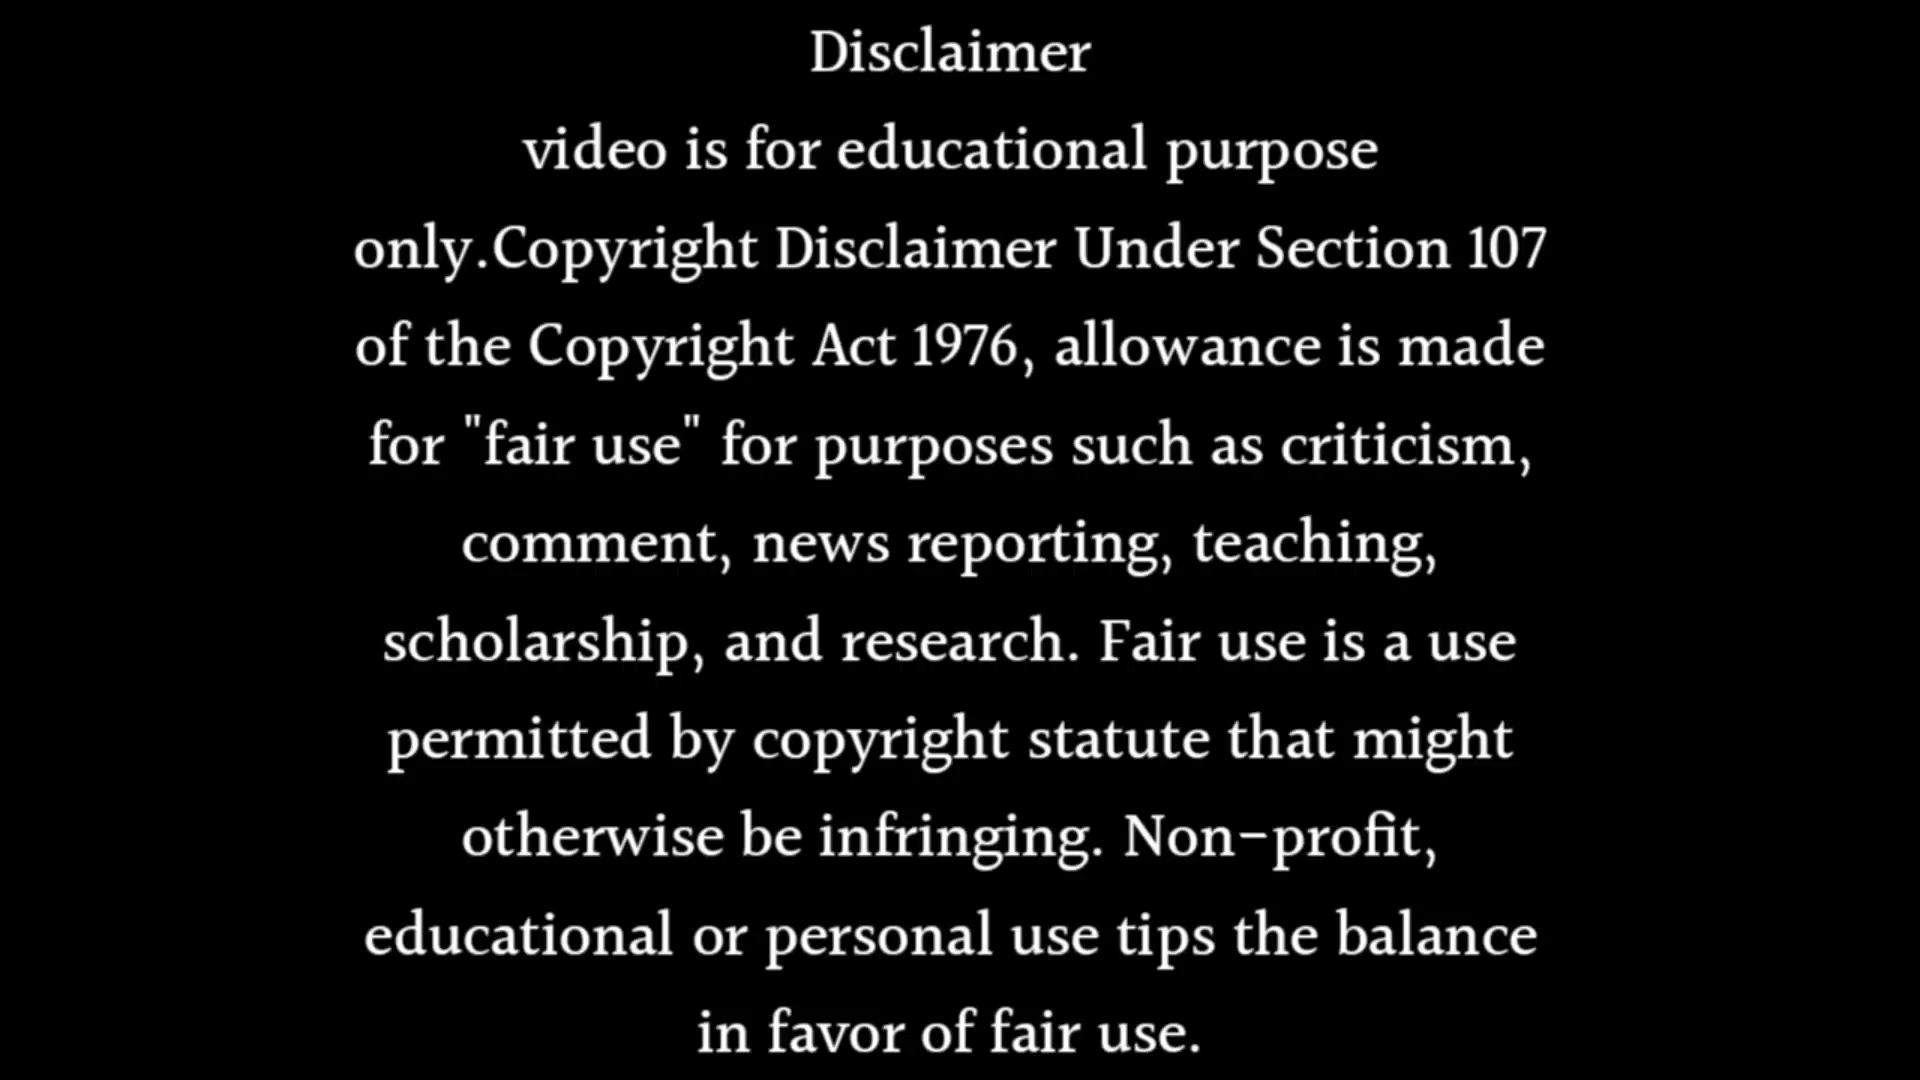 Disclaimer
video is for educational purpose
only.Copyright Disclaimer Under Section 107
of the Copyright Act 1976, allowance is made
for "fair use" for purposes such as criticism,
comment, news reporting, teaching,
scholarship, and research. Fair use is a use
permitted by copyright statute that might
otherwise be infringing. Non-profit,
educational or personal use tips the balance
in favor of fair use.